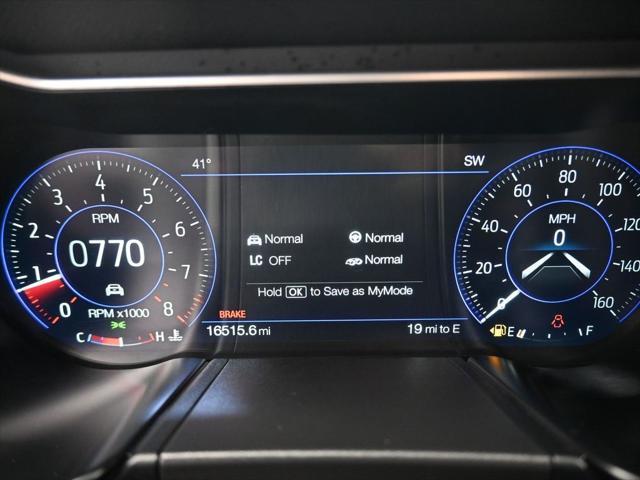 41°
SW
0 1 2 3 4 5 6 7 8
RPM
0770
RPM x1000
C H
Normal
Normal
LC OFF
Normal
Hold OK to Save as MyMode
BRAKE
16515.6 mi
19 mi to E
0 20 40 60 80 100 120 140 160
MPH
0
E F